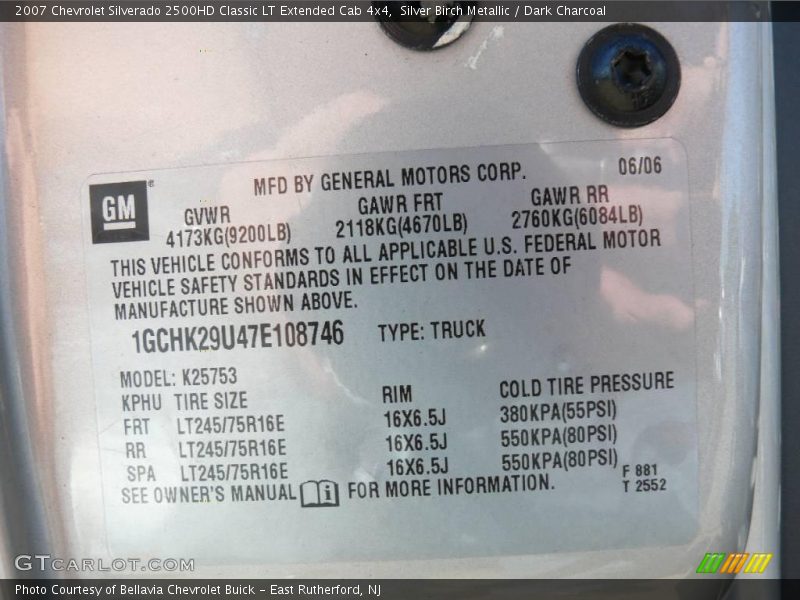 2007 Chevrolet Silverado 2500HD Classic LT Extended Cab 4x4, Silver Birch Metallic / Dark Charcoal
GM®
MFD BY GENERAL MOTORS CORP. 06/06
GVWR GAWR FRT GAWR RR
4173KG(9200LB) 2118KG(4670LB) 2760KG(6084LB)
THIS VEHICLE CONFORMS TO ALL APPLICABLE U.S. FEDERAL MOTOR
VEHICLE SAFETY STANDARDS IN EFFECT ON THE DATE OF
MANUFACTURE SHOWN ABOVE.
1GCHK29U47E108746 TYPE: TRUCK
MODEL: K25753
KPHU TIRE SIZE RIM COLD TIRE PRESSURE
FRT LT245/75R16E 16X6.5J 380KPA(55PSI)
RR LT245/75R16E 16X6.5J 550KPA(80PSI)
SPA LT245/75R16E 16X6.5J 550KPA(80PSI)
SEE OWNER'S MANUAL i FOR MORE INFORMATION.
F 881
T 2552
GTCARLOT.COM
Photo Courtesy of Bellavia Chevrolet Buick – East Rutherford, NJ